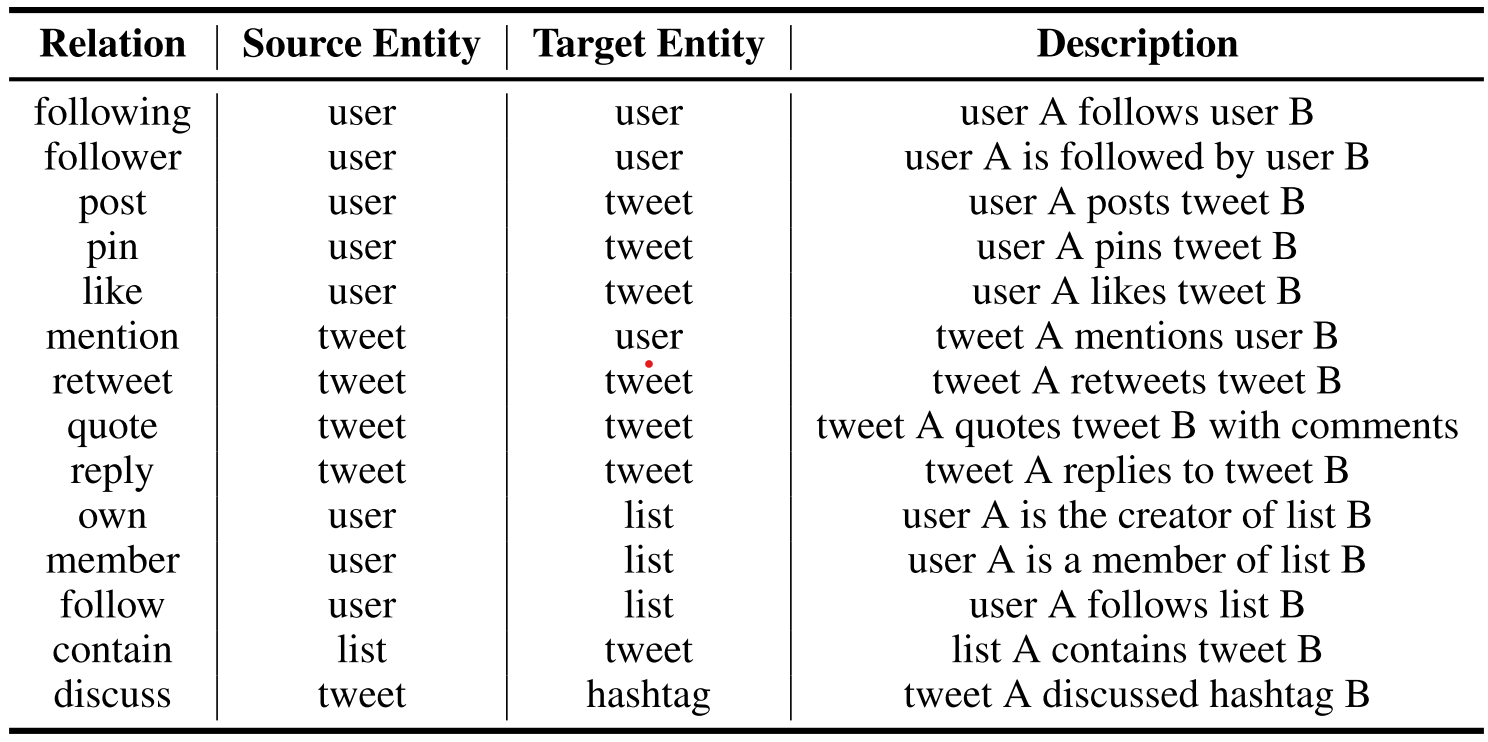 Relation Source Entity Target Entity Description
following user user user A follows user B
follower user user user A is followed by user B
post user tweet user A posts tweet B
pin user tweet user A pins tweet B
like user tweet user A likes tweet B
mention tweet user tweet A mentions user B
retweet tweet tweet tweet A retweets tweet B
quote tweet tweet tweet A quotes tweet B with comments
reply tweet tweet tweet A replies to tweet B
own user list user A is the creator of list B
member user list user A is a member of list B
follow user list user A follows list B
contain list tweet list A contains tweet B
discuss tweet hashtag tweet A discussed hashtag B